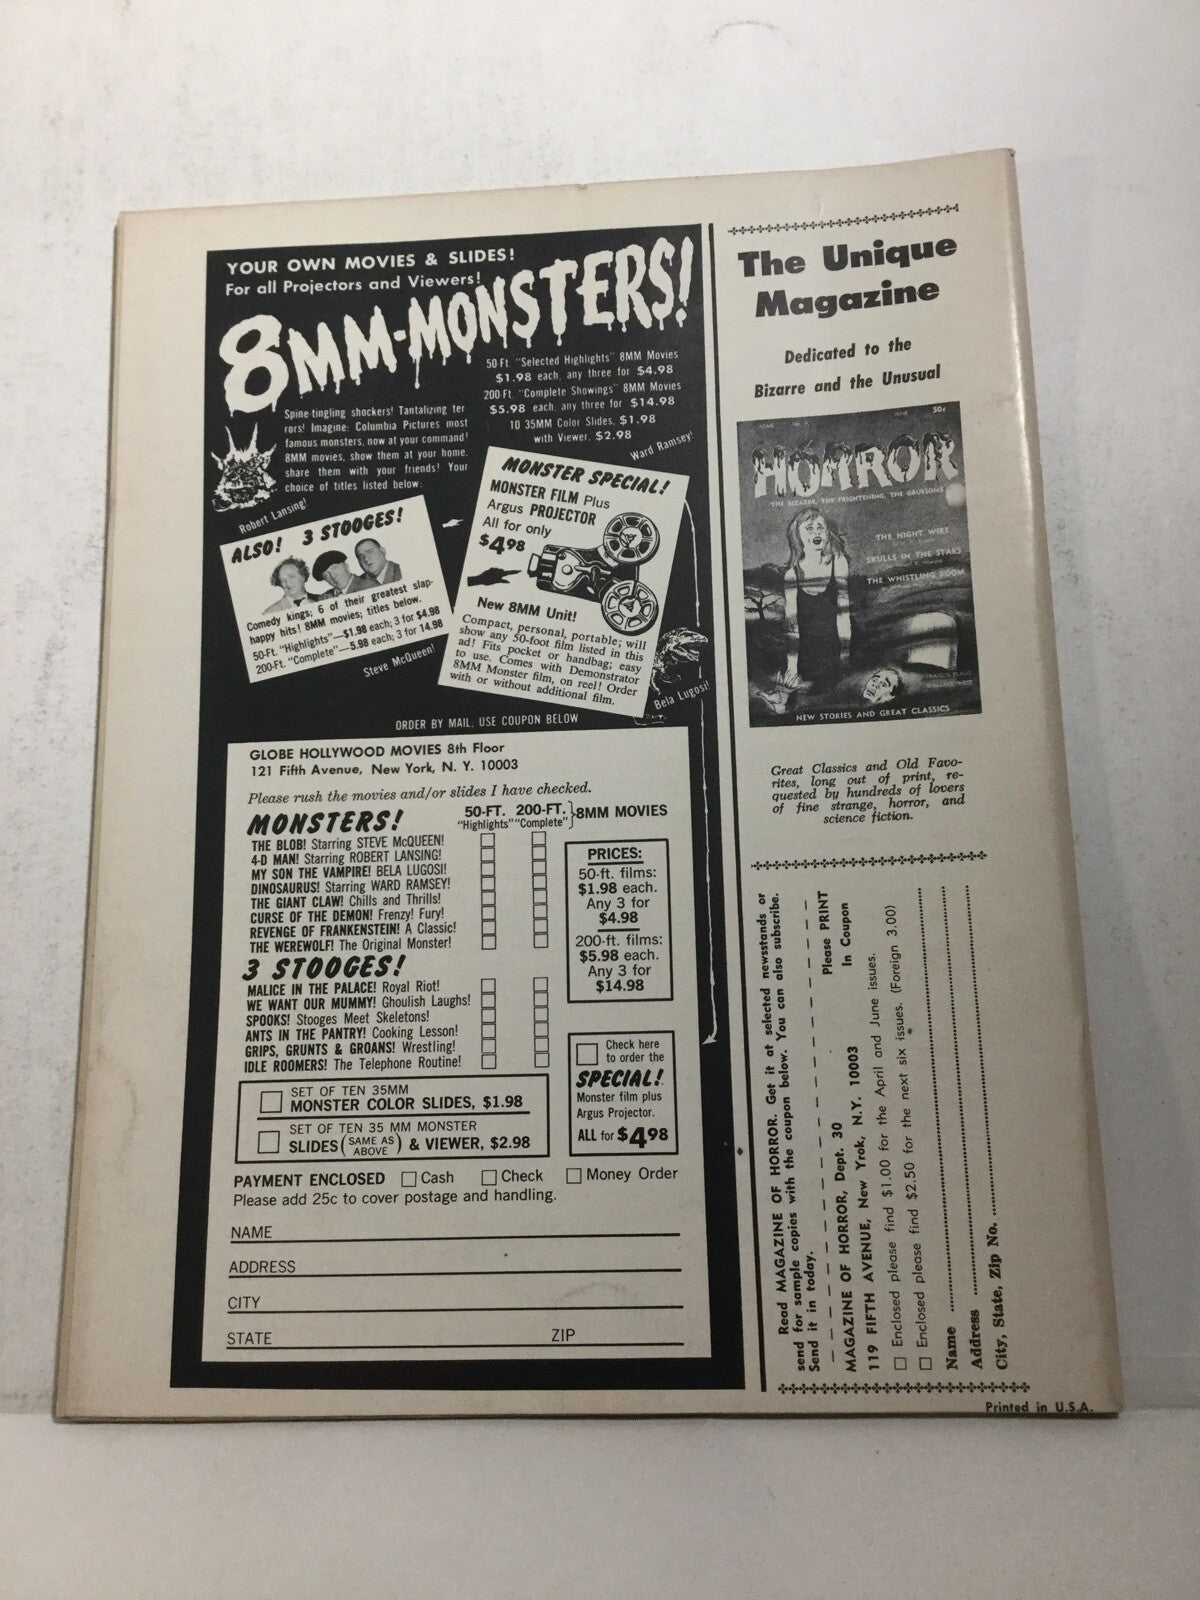 YOUR OWN MOVIES & SLIDES!
For all Projectors and Viewers!
8MM-MONSTERS!
50 Ft. "Selected Highlights" 8MM Movies
$1.98 each, any three for $4.98
200 Ft. "Complete Showings" 8MM Movies
$5.98 each, any three for $14.98
10 35MM Color Slides, $1.98
with Viewer, $2.98
Spine-tingling shockers! Tantalizing ter
rors! Imagine: Columbia Pictures most
famous monsters, now at your command!
8MM movies, show them at your home,
share them with your friends! Your
choice of titles listed below:
Robert Lansing!
Ward Ramsey!
ALSO! 3 STOOGES!
Comedy kings; 6 of their greatest slap-
happy hits! 8MM movies; titles below.
50-Ft. "Highlights"—$1.98 each; 3 for $4.98
200-Ft. "Complete"— 5.98 each; 3 for 14.98
Steve McQueen!
MONSTER SPECIAL!
MONSTER FILM Plus
Argus PROJECTOR
All for only
$4.98
New 8MM Unit!
Compact, personal, portable; will
show any 50-foot film listed in this
ad! Fits pocket or handbag; easy
to use. Comes with Demonstrator
8MM Monster film, on reel! Order
with or without additional film.
Bela Lugosi!
ORDER BY MAIL. USE COUPON BELOW
GLOBE HOLLYWOOD MOVIES 8th Floor
121 Fifth Avenue, New York, N. Y. 10003
Please rush the movies and/or slides I have checked.
MONSTERS!
50-FT. 200-FT. } 8MM MOVIES
"Highlights" "Complete"
THE BLOB! Starring STEVE McQUEEN!
4-D MAN! Starring ROBERT LANSING!
MY SON THE VAMPIRE! BELA LUGOSI!
DINOSAURUS! Starring WARD RAMSEY!
THE GIANT CLAW! Chills and Thrills!
CURSE OF THE DEMON! Frenzy! Fury!
REVENGE OF FRANKENSTEIN! A Classic!
THE WEREWOLF! The Original Monster!
3 STOOGES!
MALICE IN THE PALACE! Royal Riot!
WE WANT OUR MUMMY! Ghoulish Laughs!
SPOOKS! Stooges Meet Skeletons!
ANTS IN THE PANTRY! Cooking Lesson!
GRIPS, GRUNTS & GROANS! Wrestling!
IDLE ROOMERS! The Telephone Routine!
PRICES:
50-ft. films:
$1.98 each.
Any 3 for
$4.98
200-ft. films:
$5.98 each.
Any 3 for
$14.98
Check here
to order the
SPECIAL!
Monster film plus
Argus Projector.
ALL for $4.98
SET OF TEN 35MM
MONSTER COLOR SLIDES, $1.98
SET OF TEN 35 MM MONSTER
SLIDES (SAME AS ABOVE) & VIEWER, $2.98
PAYMENT ENCLOSED Cash Check Money Order
Please add 25c to cover postage and handling.
NAME
ADDRESS
CITY
STATE ZIP
The Unique
Magazine
Dedicated to the
Bizarre and the Unusual
50¢
HORROR
THE BIZARRE, THE FRIGHTENING, THE GRUESOME
THE NIGHT WIRE
SKULLS IN THE STARS
THE WHISTLING ROOM
NEW STORIES AND GREAT CLASSICS
Great Classics and Old Favo-
rites, long out of print, re-
quested by hundreds of lovers
of fine strange, horror, and
science fiction.
Read MAGAZINE OF HORROR. Get it at selected newsstands or
send for sample copies with the coupon below. You can also subscribe.
Send it in today.
Please PRINT
MAGAZINE OF HORROR, Dept. 30 In Coupon
119 FIFTH AVENUE, New Yrok, N.Y. 10003
Enclosed please find $1.00 for the April and June issues.
Enclosed please find $2.50 for the next six issues. (Foreign 3.00)
Name
Address
City, State, Zip No.
Printed in U.S.A.